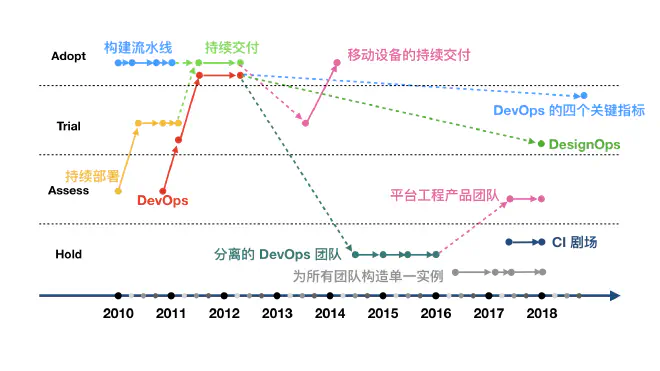 构建流水线 持续交付
Adopt 移动设备的持续交付
DevOps 的四个关键指标
Trial
DesignOps
持续部署
Assess 平台工程产品团队
DevOps
CI 剧场
Hold 分离的 DevOps 团队
为所有团队构造单一实例
2010 2011 2012 2013 2014 2015 2016 2017 2018